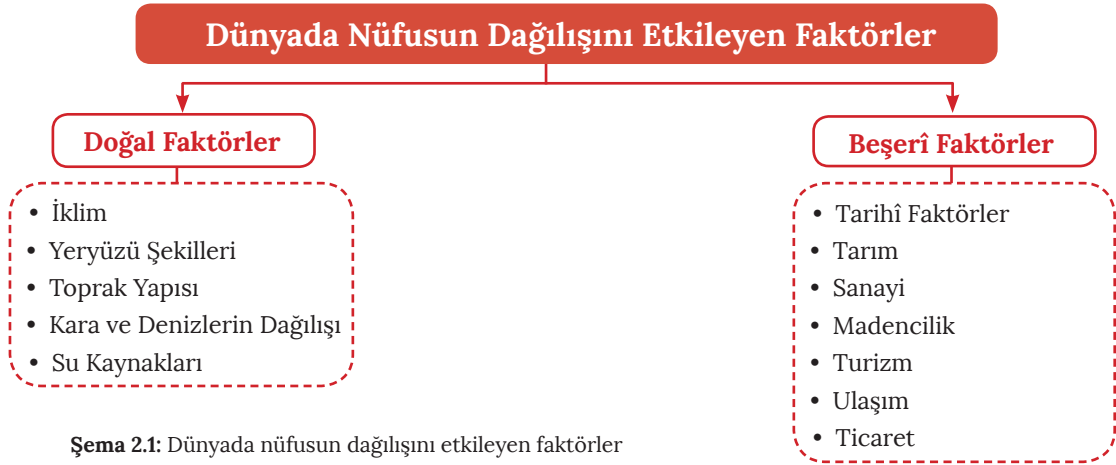 Dünyada Nüfusun Dağılışını Etkileyen Faktörler
Doğal Faktörler
• İklim
• Yeryüzü Şekilleri
• Toprak Yapısı
• Kara ve Denizlerin Dağılışı
• Su Kaynakları
Beşerî Faktörler
• Tarihî Faktörler
• Tarım
• Sanayi
• Madencilik
• Turizm
• Ulaşım
• Ticaret
Şema 2.1: Dünyada nüfusun dağılışını etkileyen faktörler